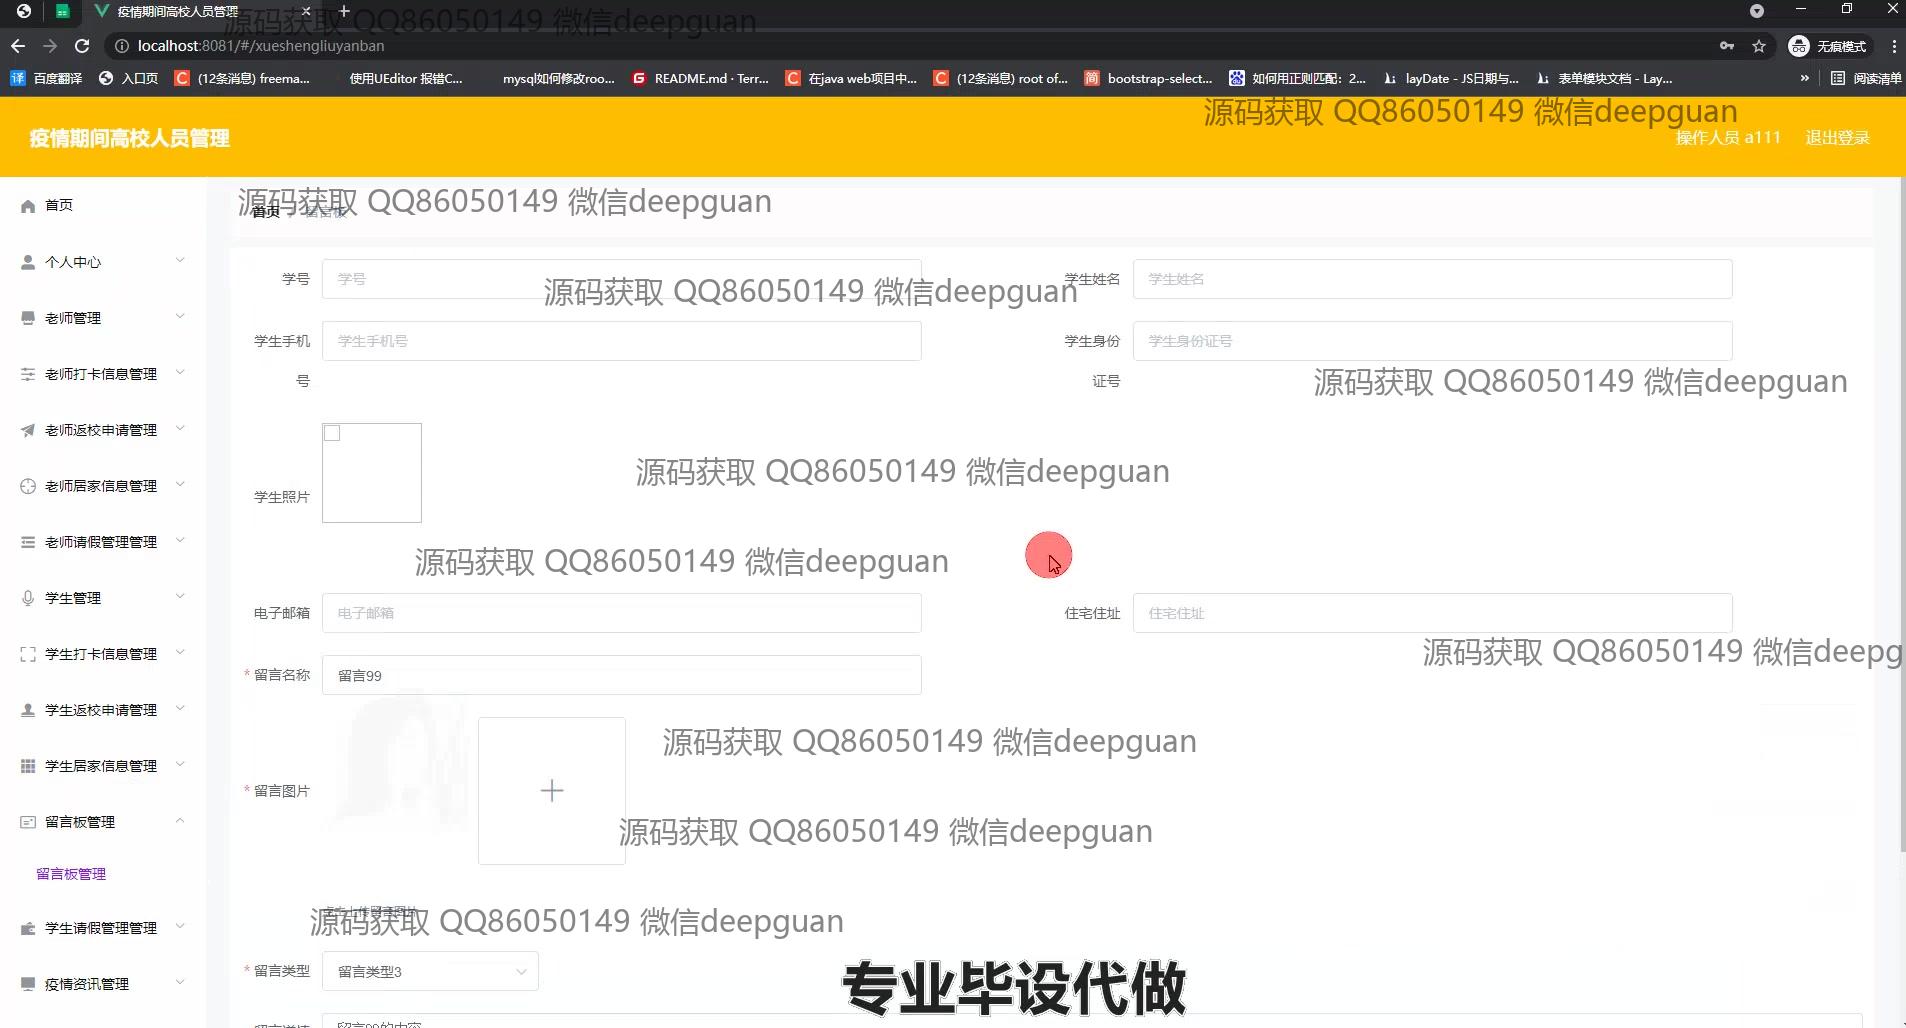 疫情期间高校人员管理
源码获取 QQ86050149 微信deepguan
localhost:8081/#/xueshengliuyanban
无痕模式
百度翻译
入口页
(12条消息) freema...
使用UEditor 报错C...
mysql如何修改roo...
README.md · Terr...
在java web项目中...
(12条消息) root of...
bootstrap-select...
如何用正则匹配：2...
layDate - JS日期与...
表单模块文档 - Lay...
»
阅读清单
源码获取 QQ86050149 微信deepguan
疫情期间高校人员管理
操作人员 a111
退出登录
源码获取 QQ86050149 微信deepguan
首页
留言板
首页
个人中心
老师管理
老师打卡信息管理
老师返校申请管理
老师居家信息管理
老师请假管理管理
学生管理
学生打卡信息管理
学生返校申请管理
学生居家信息管理
留言板管理
留言板管理
学生请假管理管理
疫情资讯管理
学号
学号
学生姓名
学生姓名
源码获取 QQ86050149 微信deepguan
学生手机
号
学生手机号
学生身份
证号
学生身份证号
源码获取 QQ86050149 微信deepguan
学生照片
源码获取 QQ86050149 微信deepguan
源码获取 QQ86050149 微信deepguan
电子邮箱
电子邮箱
住宅住址
住宅住址
源码获取 QQ86050149 微信deepg
* 留言名称
留言99
源码获取 QQ86050149 微信deepguan
* 留言图片
源码获取 QQ86050149 微信deepguan
点击上传留言图片
源码获取 QQ86050149 微信deepguan
* 留言类型
留言类型3
专业毕设代做
留言99的内容